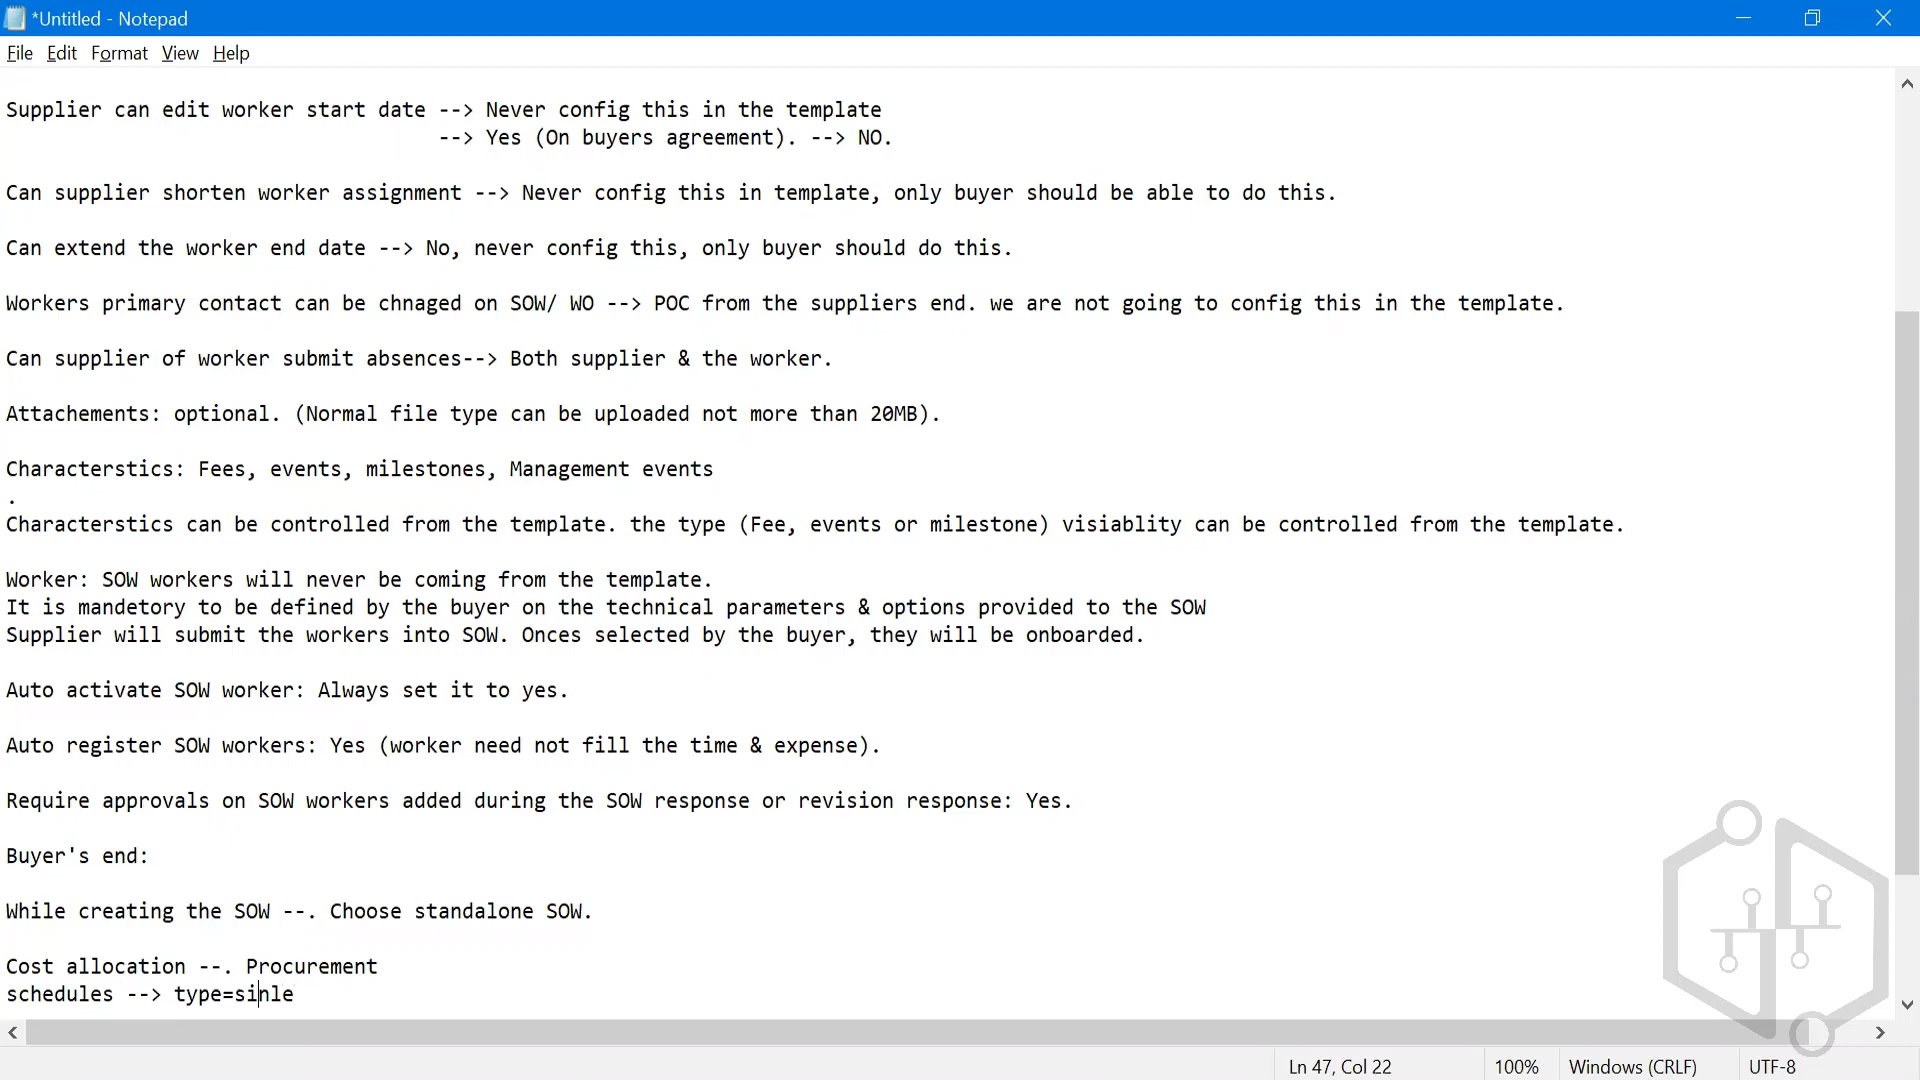 *Untitled - Notepad
File Edit Format View Help
Supplier can edit worker start date --> Never config this in the template
--> Yes (On buyers agreement). --> NO.
Can supplier shorten worker assignment --> Never config this in template, only buyer should be able to do this.
Can extend the worker end date --> No, never config this, only buyer should do this.
Workers primary contact can be chnaged on SOW/ WO --> POC from the suppliers end. we are not going to config this in the template.
Can supplier of worker submit absences--> Both supplier & the worker.
Attachements: optional. (Normal file type can be uploaded not more than 20MB).
Characterstics: Fees, events, milestones, Management events
.
Characterstics can be controlled from the template. the type (Fee, events or milestone) visiablity can be controlled from the template.
Worker: SOW workers will never be coming from the template.
It is mandetory to be defined by the buyer on the technical parameters & options provided to the SOW
Supplier will submit the workers into SOW. Onces selected by the buyer, they will be onboarded.
Auto activate SOW worker: Always set it to yes.
Auto register SOW workers: Yes (worker need not fill the time & expense).
Require approvals on SOW workers added during the SOW response or revision response: Yes.
Buyer's end:
While creating the SOW --. Choose standalone SOW.
Cost allocation --. Procurement
schedules --> type=sinle
Ln 47, Col 22 100% Windows (CRLF) UTF-8